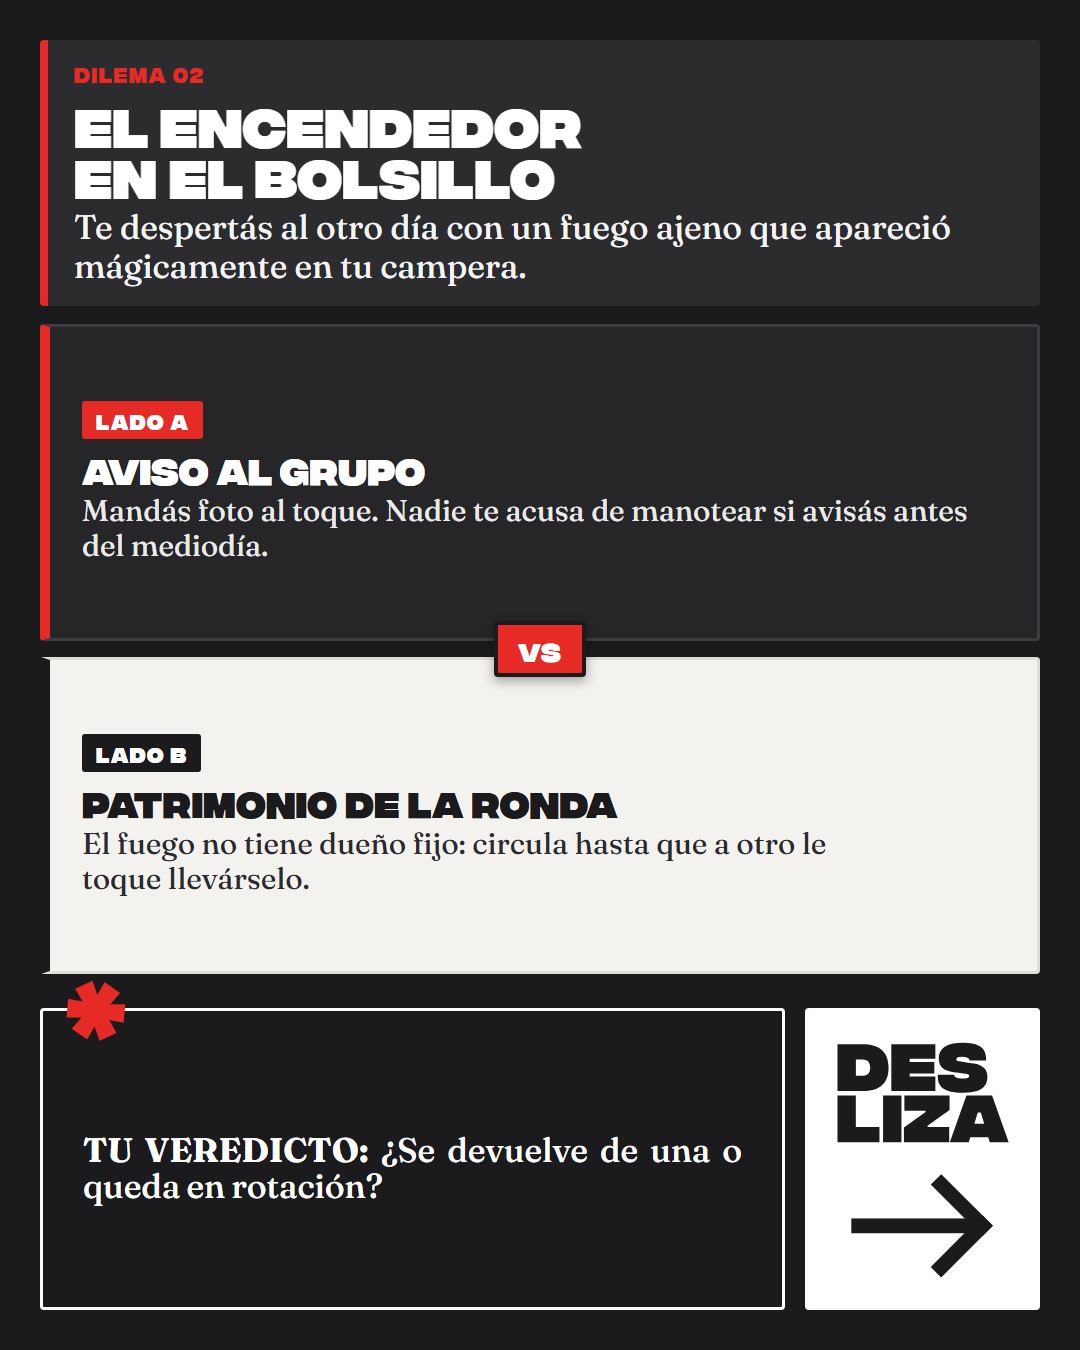 DILEMA 02
EL ENCENDEDOR
EN EL BOLSILLO
Te despertás al otro día con un fuego ajeno que apareció
mágicamente en tu campera.
LADO A
AVISO AL GRUPO
Mandás foto al toque. Nadie te acusa de manotear si avisás antes
del mediodía.
VS
LADO B
PATRIMONIO DE LA RONDA
El fuego no tiene dueño fijo: circula hasta que a otro le
toque llevárselo.
TU VEREDICTO: ¿Se devuelve de una o
queda en rotación?
DES
LIZA